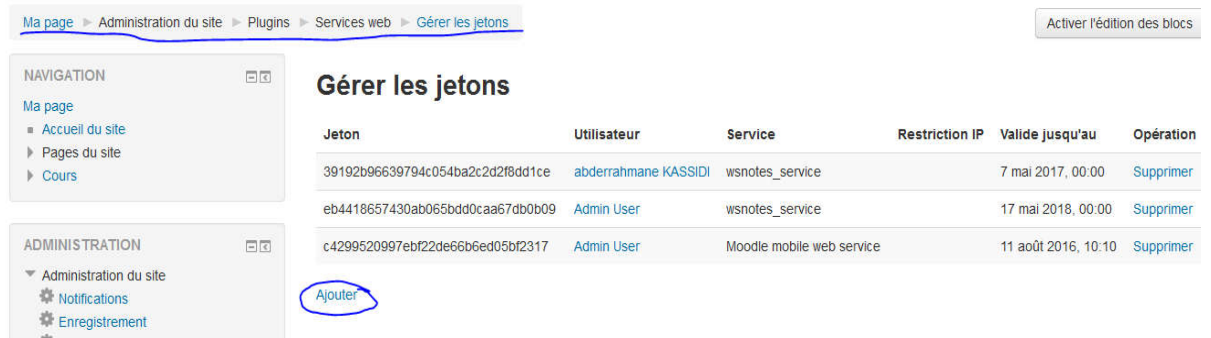 Ma page ▶ Administration du site ▶ Plugins ▶ Services web ▶ Gérer les jetons
Activer l'édition des blocs
NAVIGATION
Ma page
Accueil du site
Pages du site
Cours
ADMINISTRATION
Administration du site
Notifications
Enregistrement
Gérer les jetons
Jeton Utilisateur Service Restriction IP Valide jusqu'au Opération
39192b96639794c054ba2c2d2f8dd1ce abderrahmane KASSIDI wsnotes_service 7 mai 2017, 00:00 Supprimer
eb4418657430ab065bdd0caa67db0b09 Admin User wsnotes_service 17 mai 2018, 00:00 Supprimer
c4299520997ebf22de66b6ed05bf2317 Admin User Moodle mobile web service 11 août 2016, 10:10 Supprimer
Ajouter